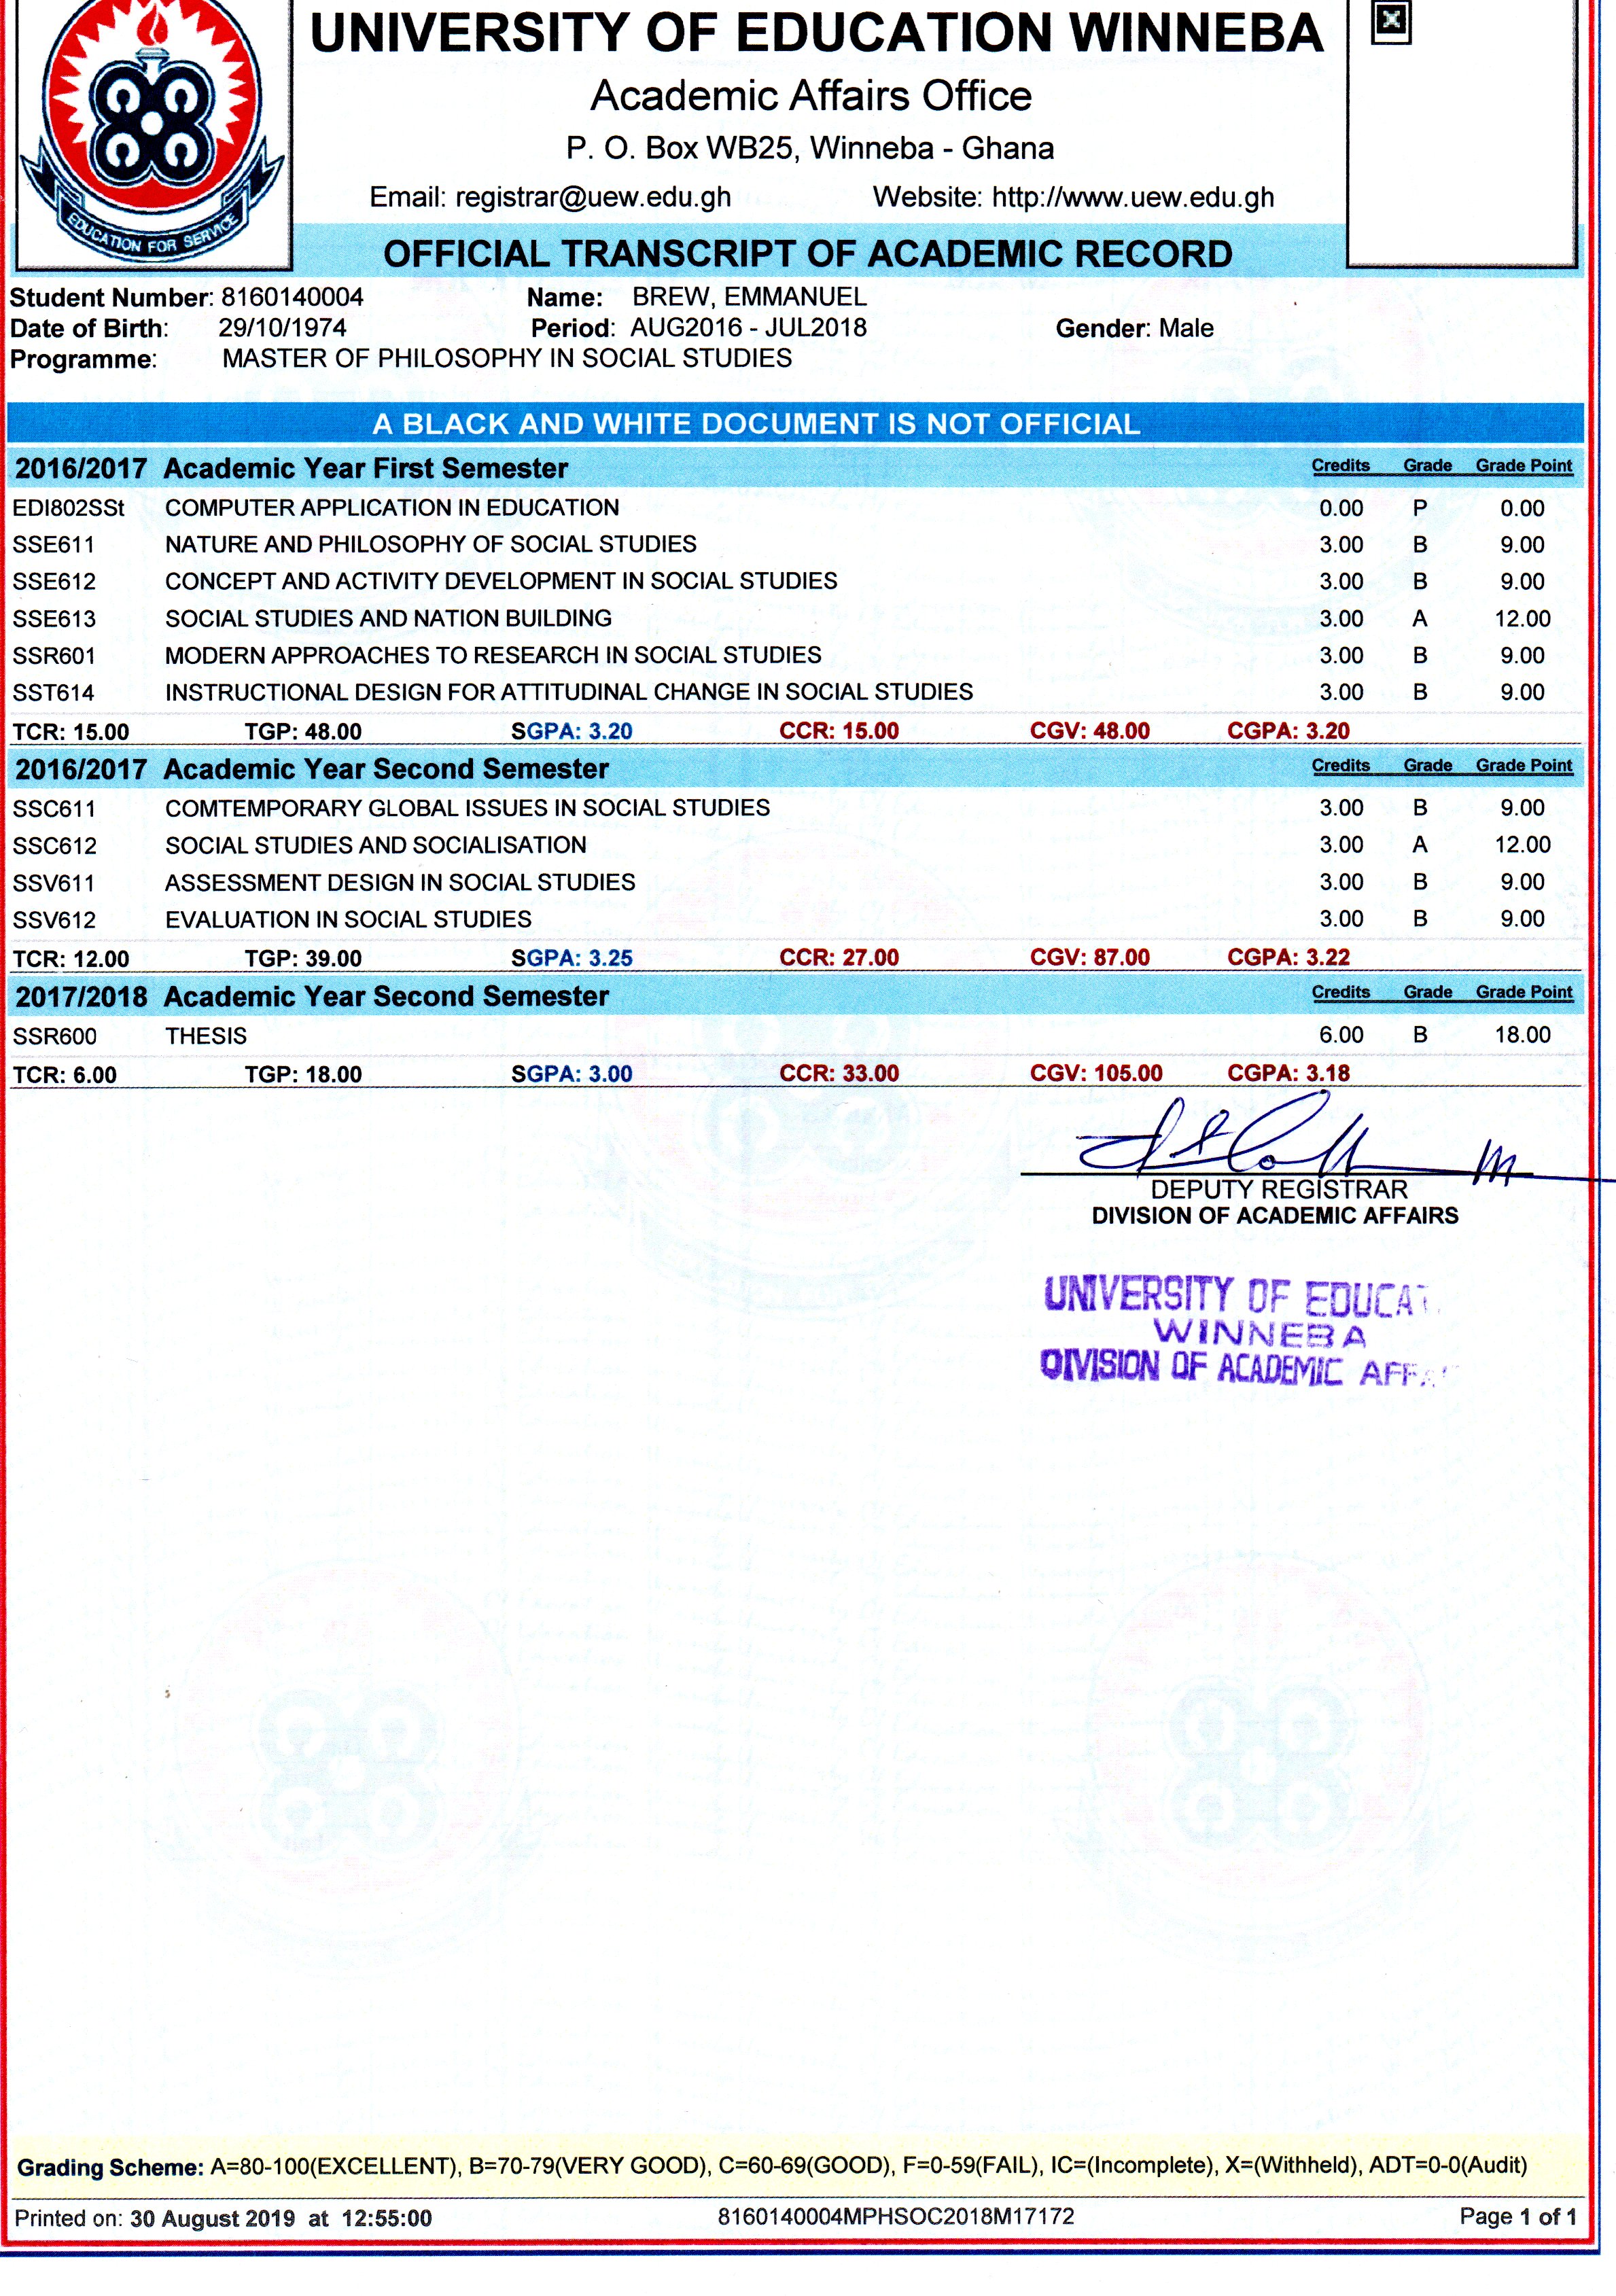 UNIVERSITY OF EDUCATION WINNEBA
Academic Affairs Office
P. O. Box WB25, Winneba - Ghana
Email: registrar@uew.edu.gh Website: http://www.uew.edu.gh
EDUCATION FOR SERVICE
OFFICIAL TRANSCRIPT OF ACADEMIC RECORD
Student Number: 8160140004 Name: BREW, EMMANUEL
Date of Birth: 29/10/1974 Period: AUG2016 - JUL2018 Gender: Male
Programme: MASTER OF PHILOSOPHY IN SOCIAL STUDIES
A BLACK AND WHITE DOCUMENT IS NOT OFFICIAL
2016/2017 Academic Year First Semester Credits Grade Grade Point
EDI802SSt COMPUTER APPLICATION IN EDUCATION 0.00 P 0.00
SSE611 NATURE AND PHILOSOPHY OF SOCIAL STUDIES 3.00 B 9.00
SSE612 CONCEPT AND ACTIVITY DEVELOPMENT IN SOCIAL STUDIES 3.00 B 9.00
SSE613 SOCIAL STUDIES AND NATION BUILDING 3.00 A 12.00
SSR601 MODERN APPROACHES TO RESEARCH IN SOCIAL STUDIES 3.00 B 9.00
SST614 INSTRUCTIONAL DESIGN FOR ATTITUDINAL CHANGE IN SOCIAL STUDIES 3.00 B 9.00
TCR: 15.00 TGP: 48.00 SGPA: 3.20 CCR: 15.00 CGV: 48.00 CGPA: 3.20
2016/2017 Academic Year Second Semester Credits Grade Grade Point
SSC611 COMTEMPORARY GLOBAL ISSUES IN SOCIAL STUDIES 3.00 B 9.00
SSC612 SOCIAL STUDIES AND SOCIALISATION 3.00 A 12.00
SSV611 ASSESSMENT DESIGN IN SOCIAL STUDIES 3.00 B 9.00
SSV612 EVALUATION IN SOCIAL STUDIES 3.00 B 9.00
TCR: 12.00 TGP: 39.00 SGPA: 3.25 CCR: 27.00 CGV: 87.00 CGPA: 3.22
2017/2018 Academic Year Second Semester Credits Grade Grade Point
SSR600 THESIS 6.00 B 18.00
TCR: 6.00 TGP: 18.00 SGPA: 3.00 CCR: 33.00 CGV: 105.00 CGPA: 3.18
DEPUTY REGISTRAR
DIVISION OF ACADEMIC AFFAIRS
UNIVERSITY OF EDUCAT
WINNEBA
DIVISION OF ACADEMIC AFFA
Grading Scheme: A=80-100(EXCELLENT), B=70-79(VERY GOOD), C=60-69(GOOD), F=0-59(FAIL), IC=(Incomplete), X=(Withheld), ADT=0-0(Audit)
Printed on: 30 August 2019 at 12:55:00 8160140004MPHSOC2018M17172 Page 1 of 1